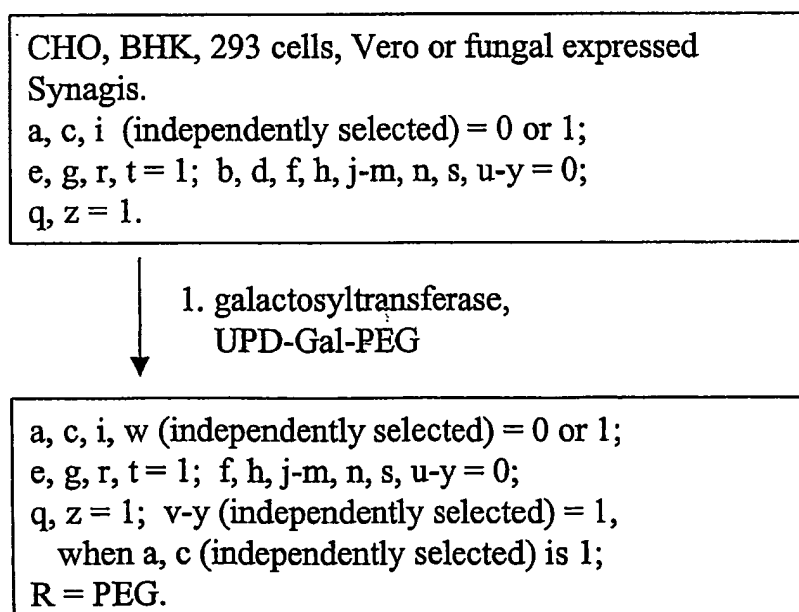 CHO, BHK, 293 cells, Vero or fungal expressed
Synagis.
a, c, i (independently selected) = 0 or 1;
e, g, r, t = 1; b, d, f, h, j-m, n, s, u-y = 0;
q, z = 1.
1. galactosyltransferase,
UPD-Gal-PEG
a, c, i, w (independently selected) = 0 or 1;
e, g, r, t = 1; f, h, j-m, n, s, u-y = 0;
q, z = 1; v-y (independently selected) = 1,
when a, c (independently selected) is 1;
R = PEG.